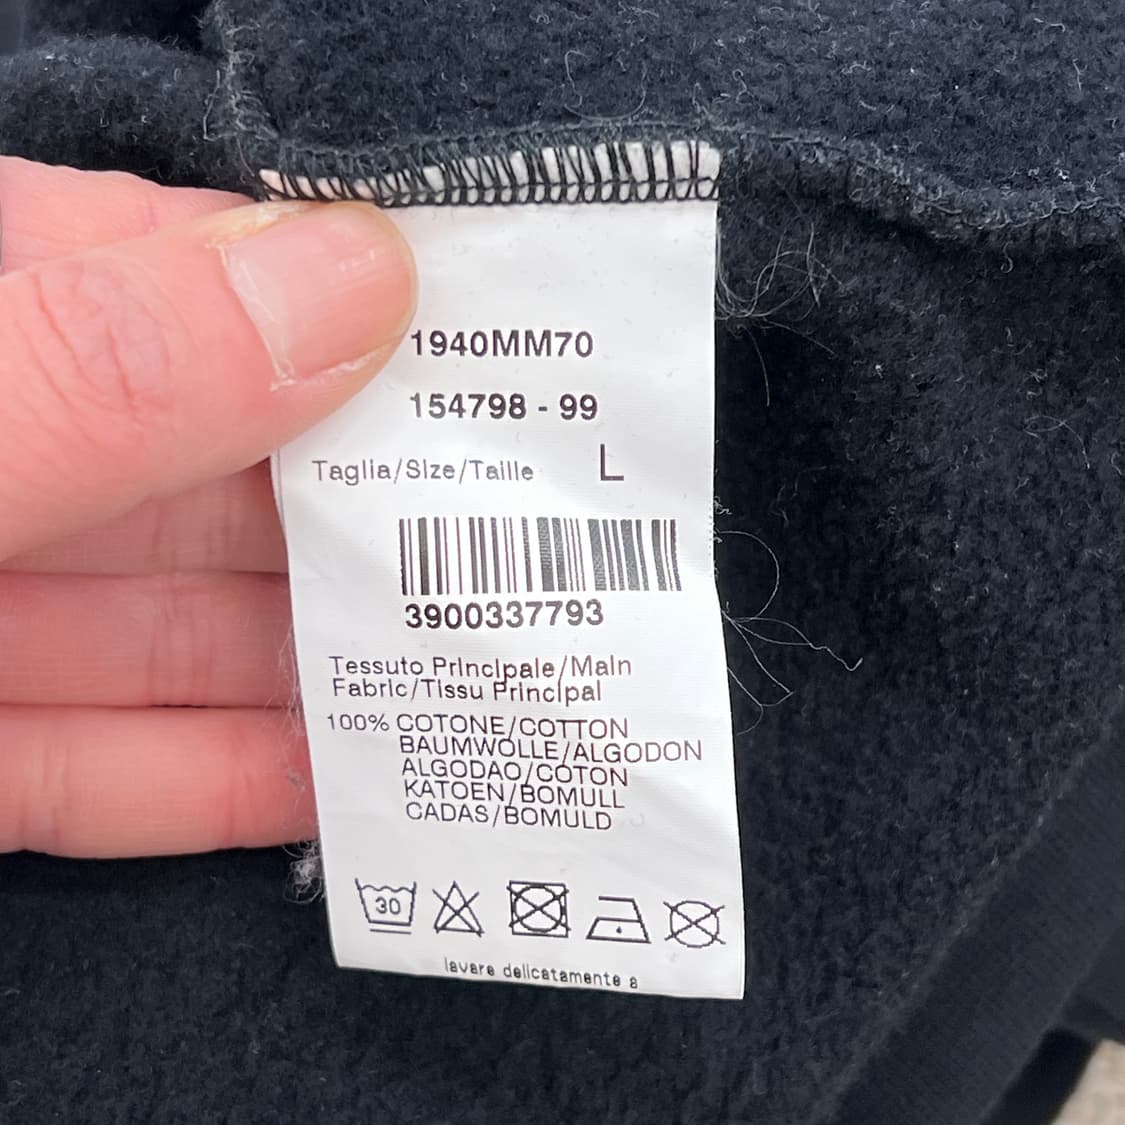 1940MM70
154798 - 99
Taglia/Size/Taille L
3900337793
Tessuto Principale/Main
Fabric/Tissu Principal
100% COTONE/COTTON
BAUMWOLLE/ALGODON
ALGODAO/COTON
KATOEN/BOMULL
CADAS/BOMULD
30
lavare delicatamente a